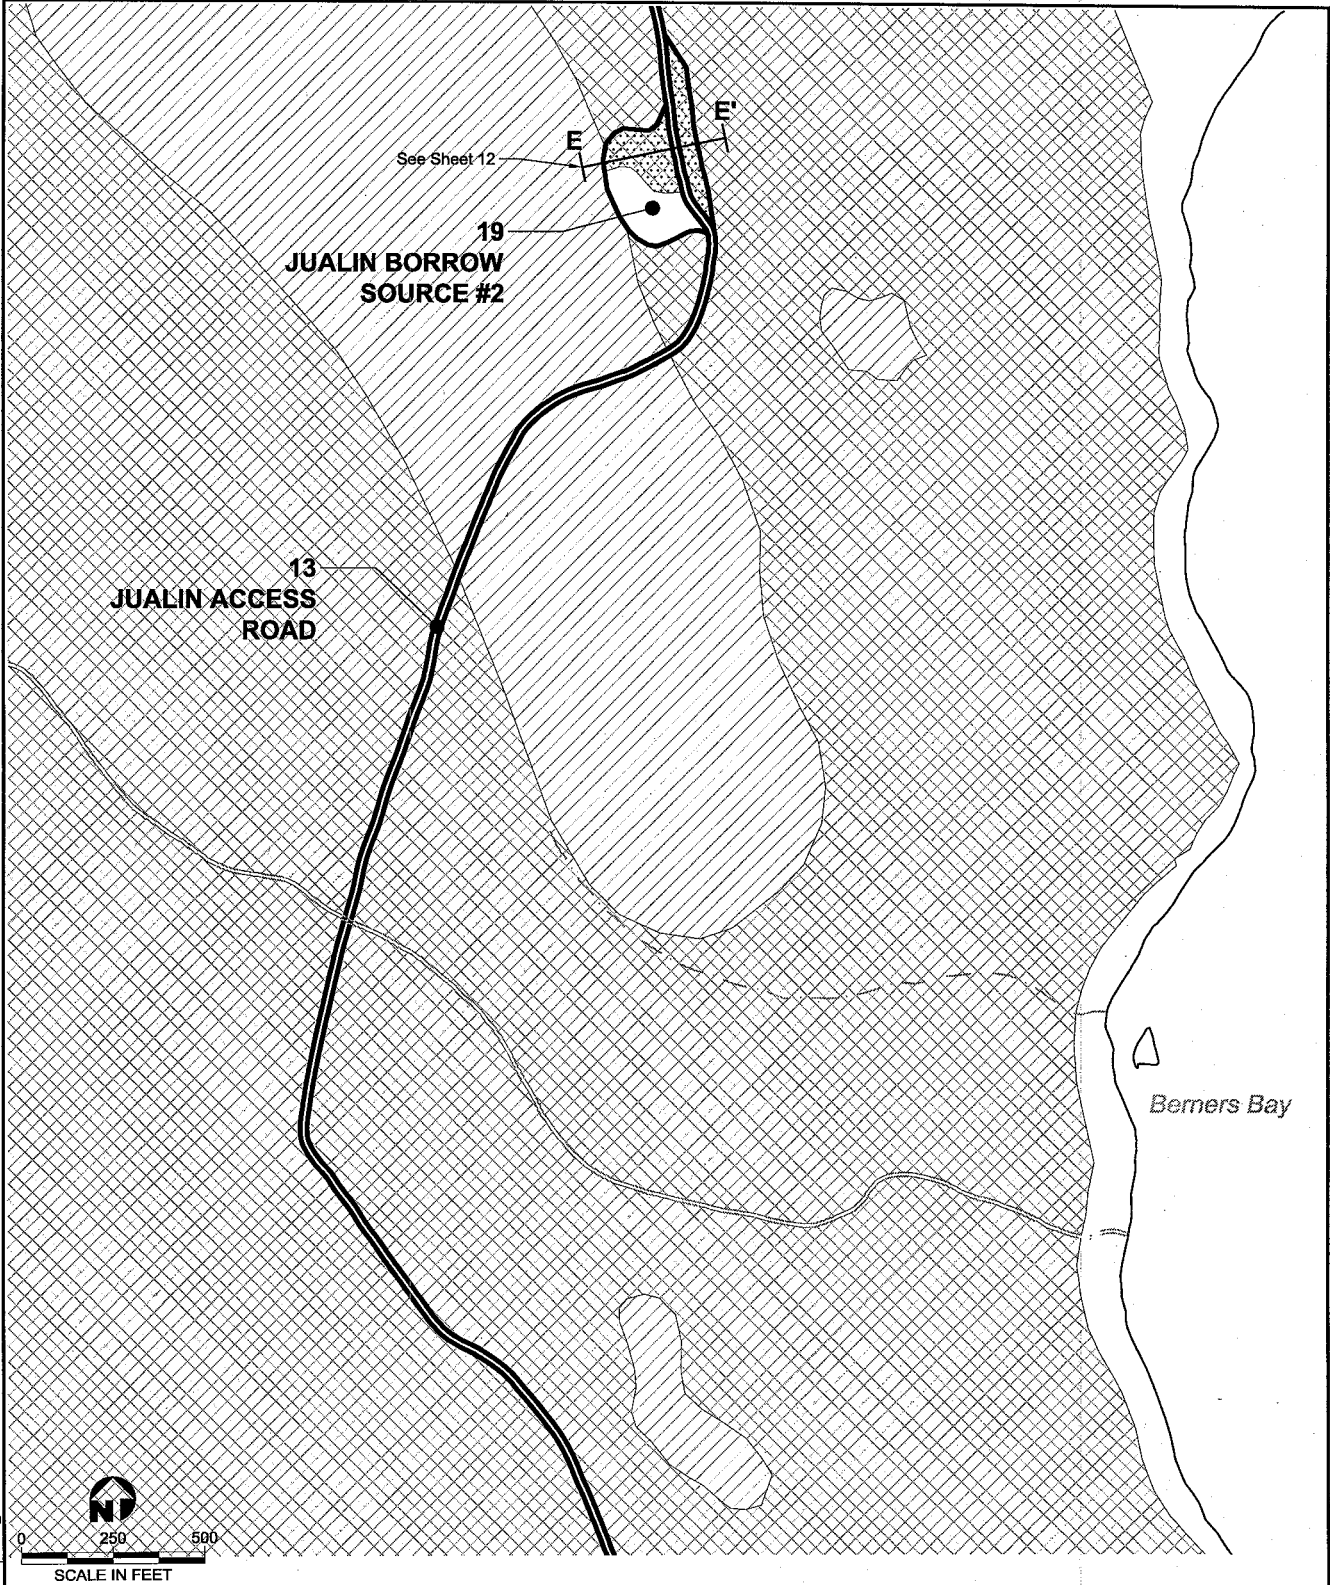 E'
E
See Sheet 12
19
JUALIN BORROW
SOURCE #2
13
JUALIN ACCESS
ROAD
Berners Bay
N
0 250 500
SCALE IN FEET